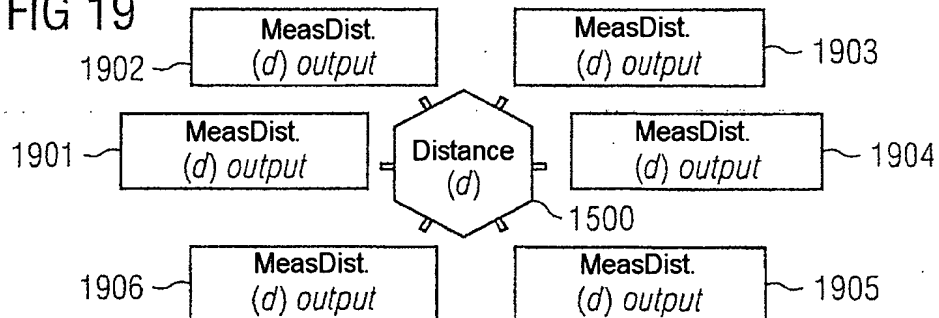 FIG 19
MeasDist.
(d) output
1902
MeasDist.
(d) output
1903
MeasDist.
(d) output
1901
Distance
(d)
MeasDist.
(d) output
1904
1500
MeasDist.
(d) output
1906
MeasDist.
(d) output
1905